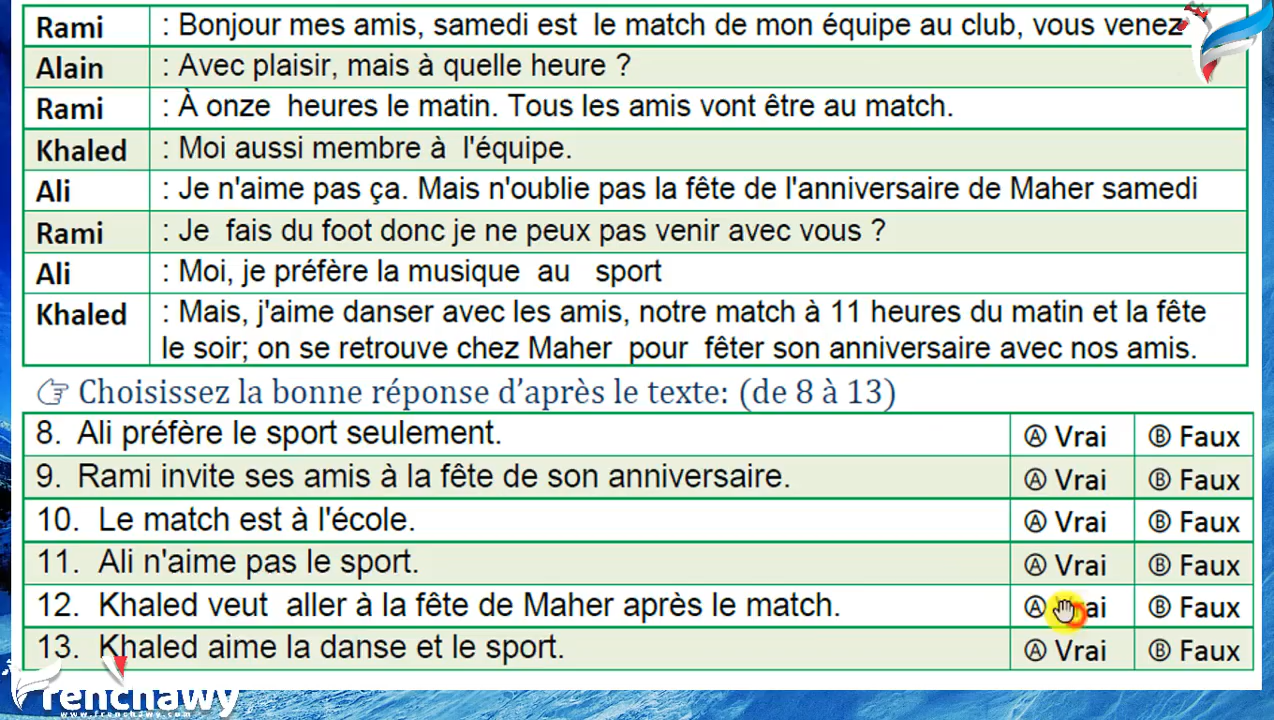 Rami : Bonjour mes amis, samedi est le match de mon équipe au club, vous venez
Alain : Avec plaisir, mais à quelle heure ?
Rami : À onze heures le matin. Tous les amis vont être au match.
Khaled : Moi aussi membre à l'équipe.
Ali : Je n'aime pas ça. Mais n'oublie pas la fête de l'anniversaire de Maher samedi
Rami : Je fais du foot donc je ne peux pas venir avec vous ?
Ali : Moi, je préfère la musique au sport
Khaled : Mais, j'aime danser avec les amis, notre match à 11 heures du matin et la fête
le soir; on se retrouve chez Maher pour fêter son anniversaire avec nos amis.
☞ Choisissez la bonne réponse d’après le texte: (de 8 à 13)
8. Ali préfère le sport seulement. Ⓐ Vrai Ⓑ Faux
9. Rami invite ses amis à la fête de son anniversaire. Ⓐ Vrai Ⓑ Faux
10. Le match est à l'école. Ⓐ Vrai Ⓑ Faux
11. Ali n'aime pas le sport. Ⓐ Vrai Ⓑ Faux
12. Khaled veut aller à la fête de Maher après le match. Ⓐ ai Ⓑ Faux
13. Khaled aime la danse et le sport. Ⓐ Vrai Ⓑ Faux
Frenchawy
www.frenchawy.com